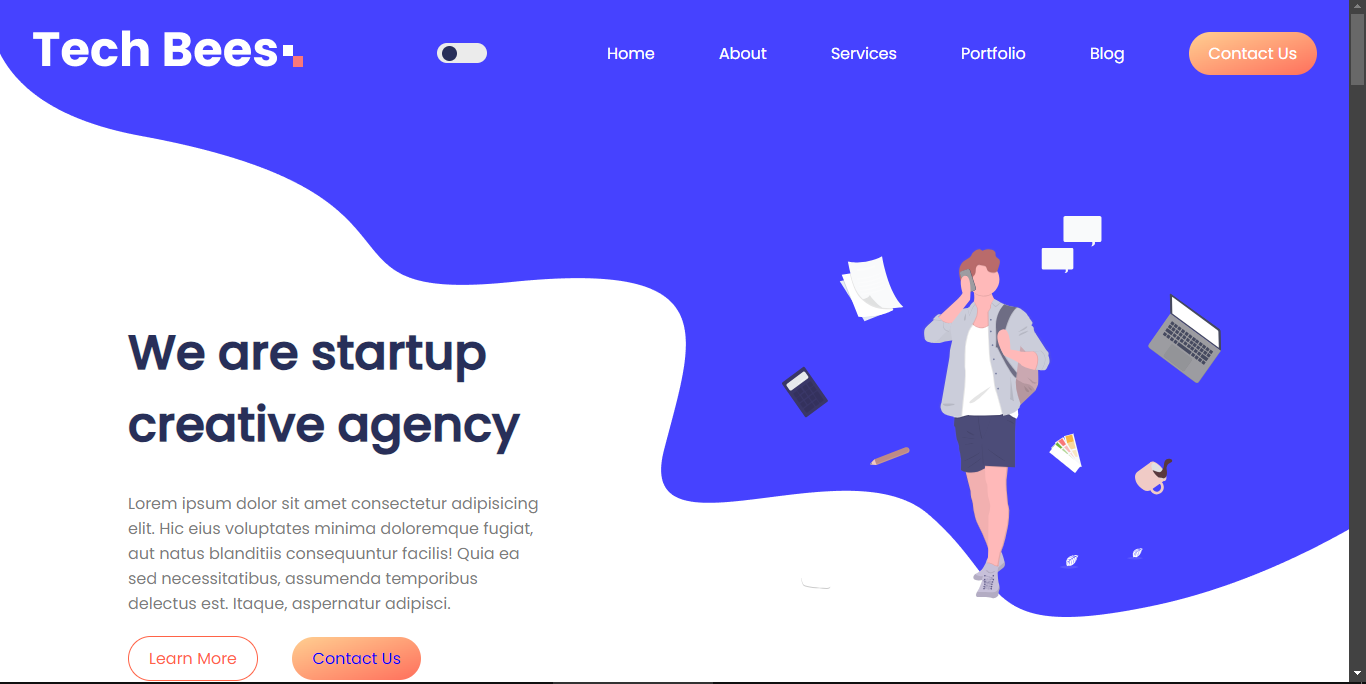 Tech Bees
Home About Services Portfolio Blog Contact Us
We are startup
creative agency
Lorem ipsum dolor sit amet consectetur adipisicing
elit. Hic eius voluptates minima doloremque fugiat,
aut natus blanditiis consequuntur facilis! Quia ea
sed necessitatibus, assumenda temporibus
delectus est. Itaque, aspernatur adipisci.
Learn More Contact Us